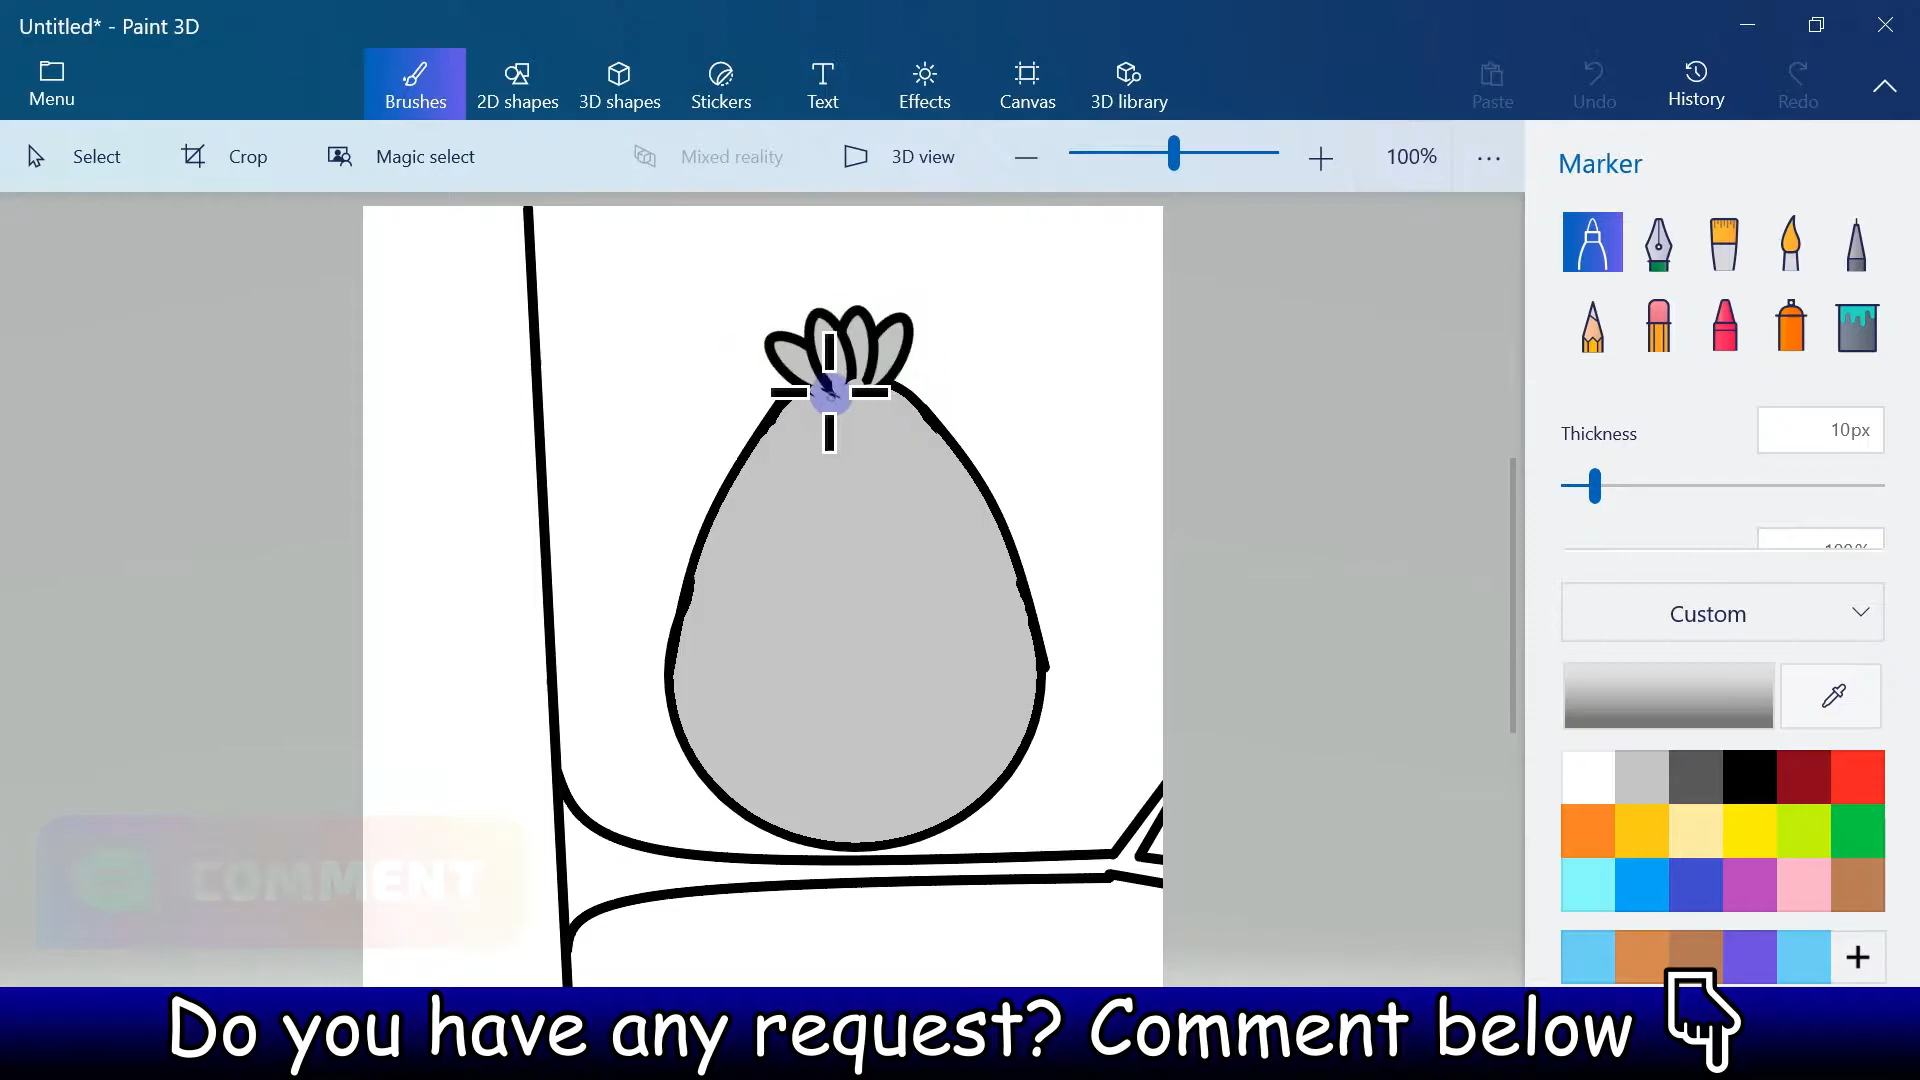 Untitled* - Paint 3D
Menu
Brushes
2D shapes
3D shapes
Stickers
Text
Effects
Canvas
3D library
Paste
Undo
History
Redo
Select
Crop
Magic select
Mixed reality
3D view
100%
Marker
Thickness
10px
100%
Custom
COMMENT
Do you have any request? Comment below